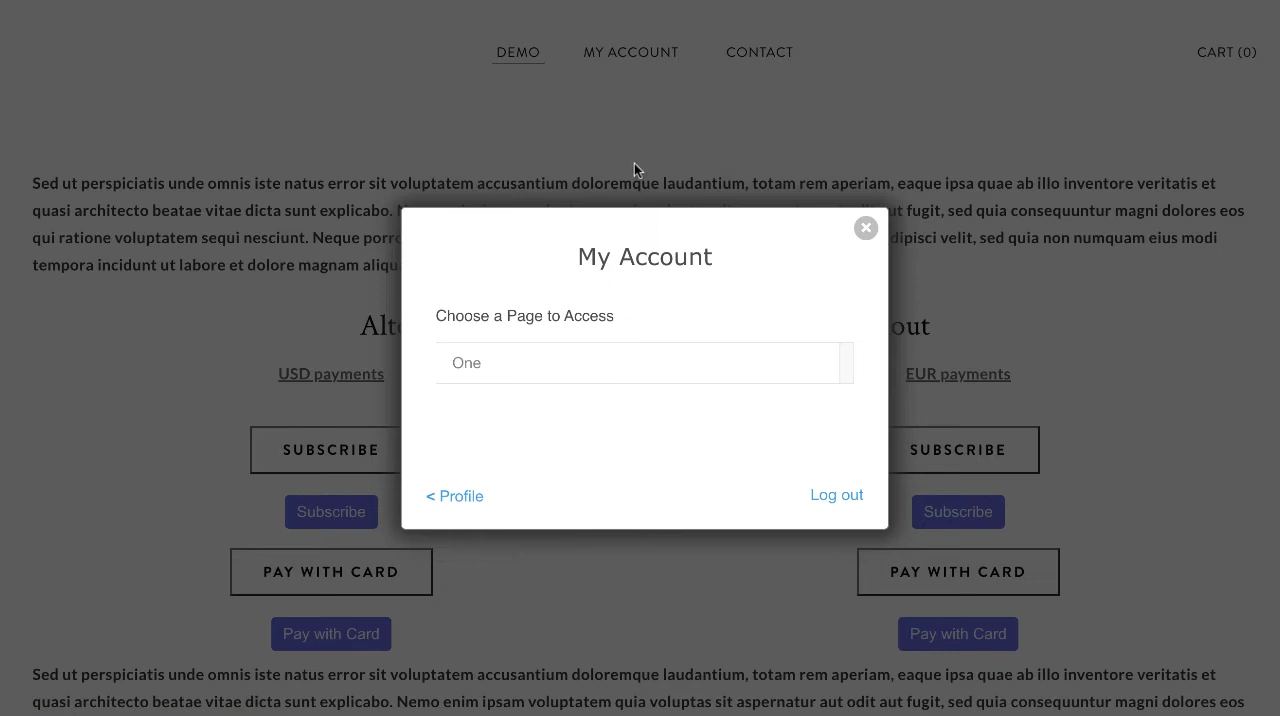 DEMO MY ACCOUNT CONTACT CART (0)
Sed ut perspiciatis unde omnis iste natus error sit voluptatem accusantium doloremque laudantium, totam rem aperiam, eaque ipsa quae ab illo inventore veritatis et
quasi architecto beatae vitae dicta sunt explicabo. fugit, sed quia consequuntur magni dolores eos
qui ratione voluptatem sequi nesciunt. Neque velit, sed quia non numquam eius modi
tempora incidunt ut labore et dolore magnam
My Account
Choose a Page to Access
One
< Profile
Log out
USD payments
EUR payments
SUBSCRIBE
SUBSCRIBE
Subscribe
Subscribe
PAY WITH CARD
PAY WITH CARD
Pay with Card
Pay with Card
Sed ut perspiciatis unde omnis iste natus error sit voluptatem accusantium doloremque laudantium, totam rem aperiam, eaque ipsa quae ab illo inventore veritatis et
quasi architecto beatae vitae dicta sunt explicabo. Nemo enim ipsam voluptatem quia voluptas sit aspernatur aut odit aut fugit, sed quia consequuntur magni dolores eos